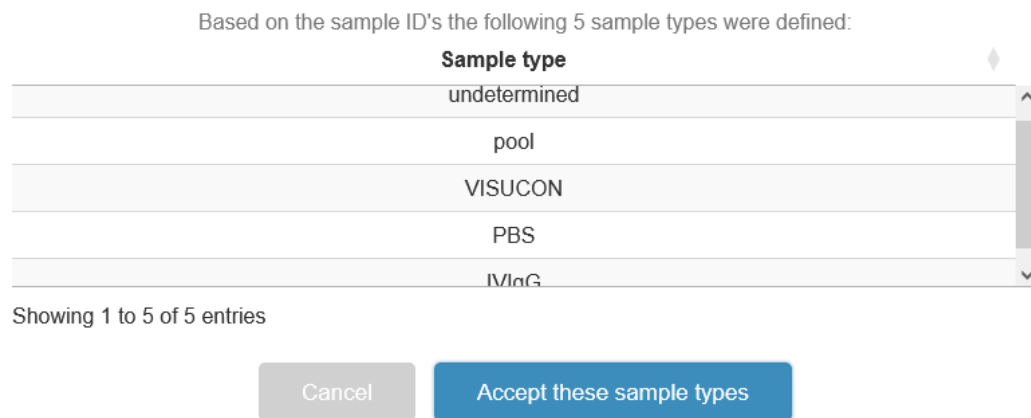 Based on the sample ID's the following 5 sample types were defined:
Sample type
undetermined
pool
VISUCON
PBS
IVIgG
Showing 1 to 5 of 5 entries
Cancel
Accept these sample types